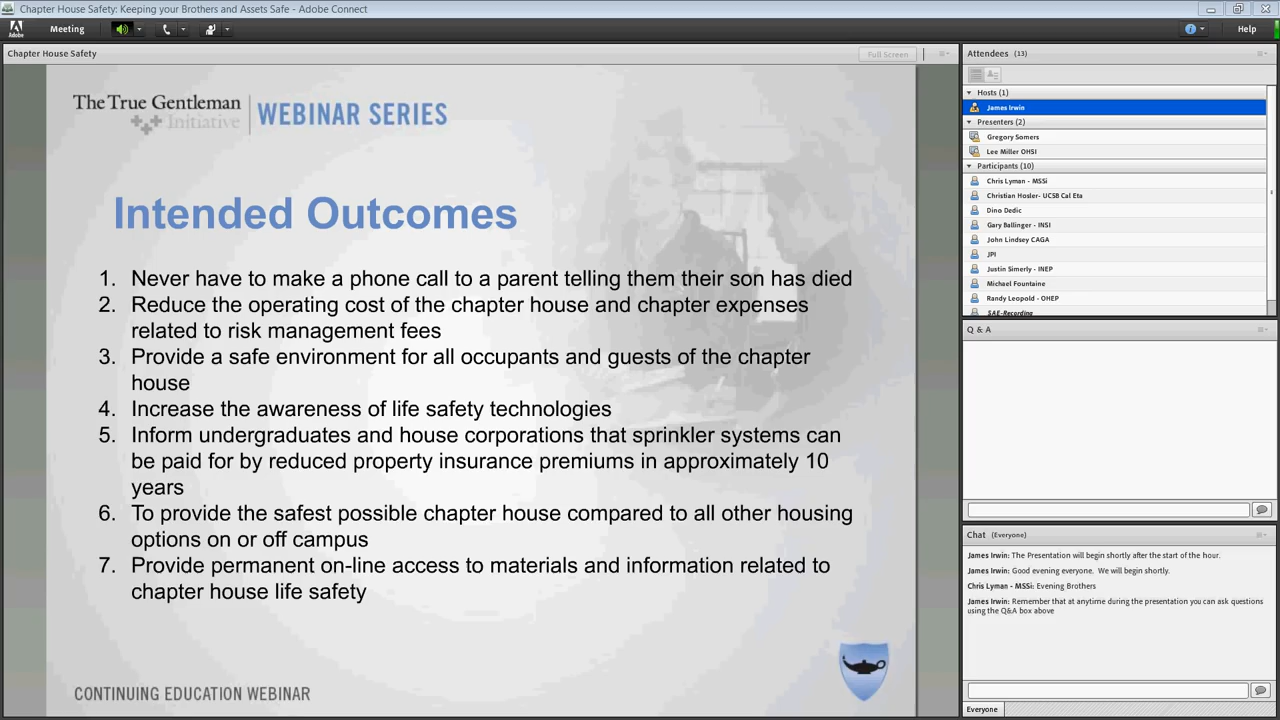 Chapter House Safety: Keeping your Brothers and Assets Safe - Adobe Connect
Adobe
Meeting
Help
Chapter House Safety
Full Screen
The True Gentleman
Initiative
WEBINAR SERIES
Intended Outcomes
1. Never have to make a phone call to a parent telling them their son has died
2. Reduce the operating cost of the chapter house and chapter expenses
related to risk management fees
3. Provide a safe environment for all occupants and guests of the chapter
house
4. Increase the awareness of life safety technologies
5. Inform undergraduates and house corporations that sprinkler systems can
be paid for by reduced property insurance premiums in approximately 10
years
6. To provide the safest possible chapter house compared to all other housing
options on or off campus
7. Provide permanent on-line access to materials and information related to
chapter house life safety
CONTINUING EDUCATION WEBINAR
Attendees (13)
Hosts (1)
James Irwin
Presenters (2)
Gregory Somers
Lee Miller OHSI
Participants (10)
Chris Lyman - MSSi
Christian Hosler- UCSB Cal Eta
Dino Dedic
Gary Ballinger - INSI
John Lindsey CAGA
JPI
Justin Simerly - INEP
Michael Fountaine
Randy Leopold - OHEP
SAE-Recording
Q & A
Chat (Everyone)
James Irwin: The Presentation will begin shortly after the start of the hour.
James Irwin: Good evening everyone. We will begin shortly.
Chris Lyman - MSSi: Evening Brothers
James Irwin: Remember that at anytime during the presentation you can ask questions
using the Q&A box above
Everyone